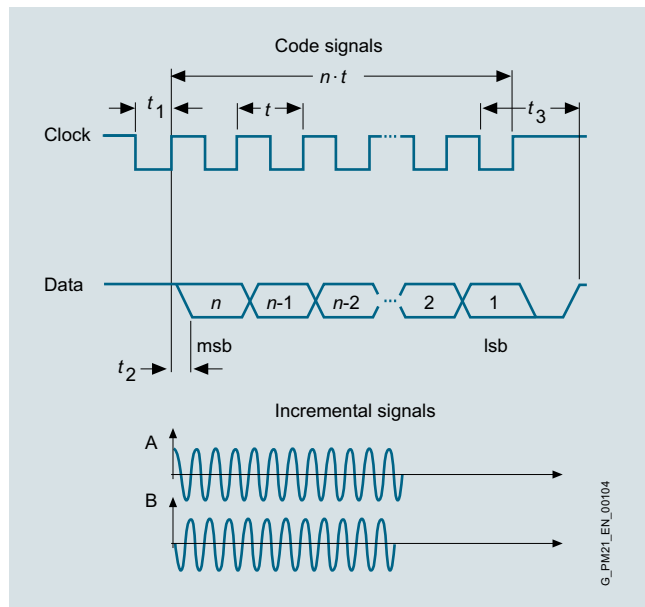 Code signals
n·t
t1 t t3
Clock
Data n n-1 n-2 2 1
msb lsb
t2
Incremental signals
A
B
G_PM21_EN_00104